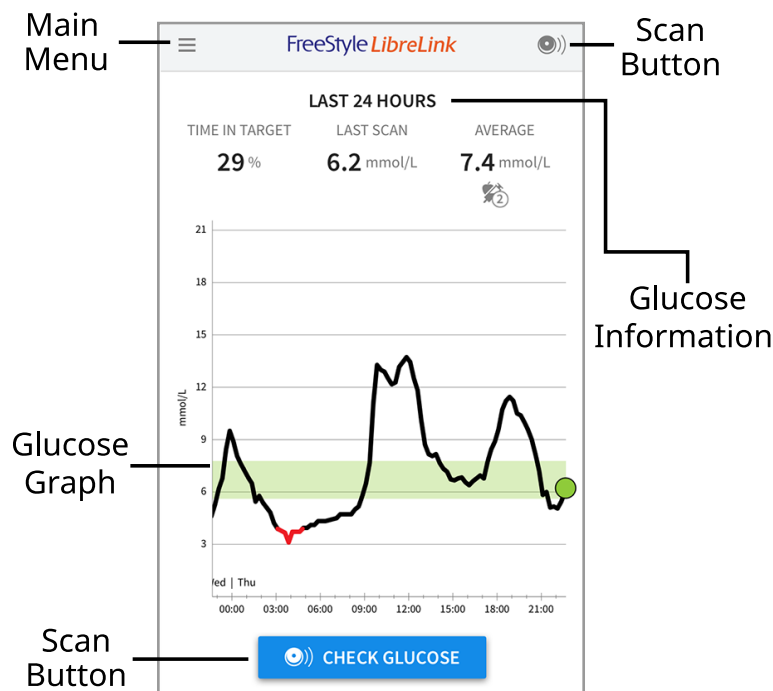 Main
Menu
FreeStyle LibreLink
Scan
Button
LAST 24 HOURS
TIME IN TARGET LAST SCAN AVERAGE
29 % 6.2 mmol/L 7.4 mmol/L
2
Glucose
Information
mmol/L
21
18
15
12
9
6
3
Glucose
Graph
ed | Thu
00:00 03:00 06:00 09:00 12:00 15:00 18:00 21:00
Scan
Button
CHECK GLUCOSE